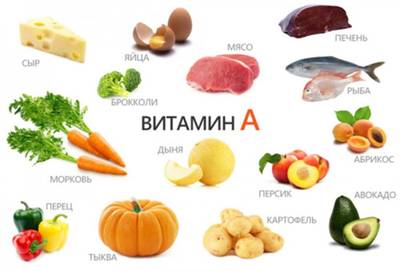 СЫР
ЯЙЦА
МЯСО
ПЕЧЕНЬ
БРОККОЛИ
РЫБА
ВИТАМИН А
МОРКОВЬ
ДЫНЯ
АБРИКОС
ПЕРСИК
АВОКАДО
ПЕРЕЦ
ТЫКВА
КАРТОФЕЛЬ